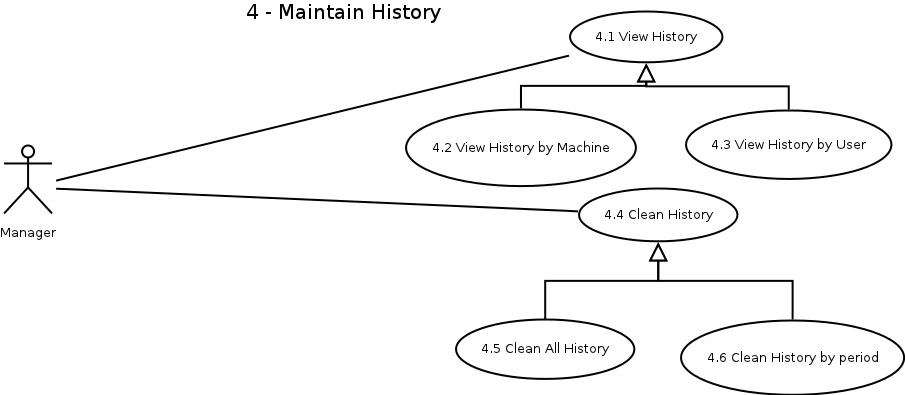 4 - Maintain History
4.1 View History
4.2 View History by Machine
4.3 View History by User
Manager
4.4 Clean History
4.5 Clean All History
4.6 Clean History by period